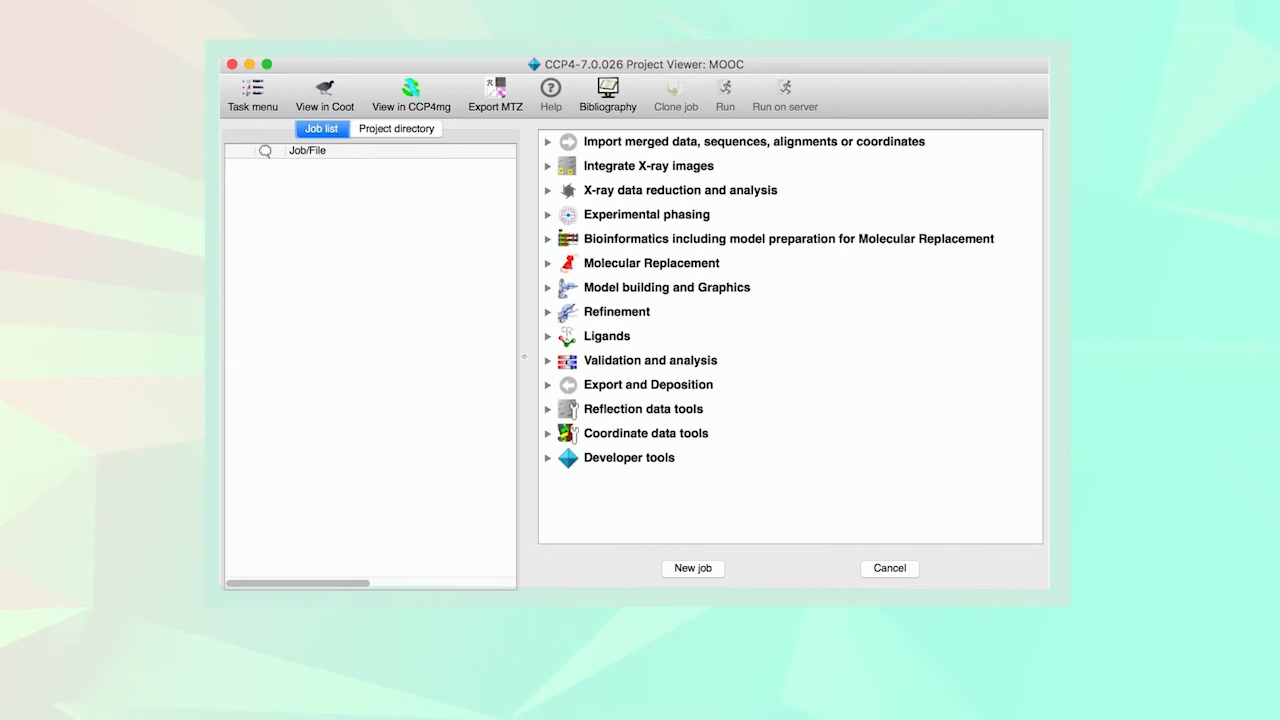 CCP4-7.0.026 Project Viewer: MOOC
Task menu View in Coot View in CCP4mg Export MTZ Help Bibliography Clone job Run Run on server
Job list Project directory
Job/File
Import merged data, sequences, alignments or coordinates
Integrate X-ray images
X-ray data reduction and analysis
Experimental phasing
Bioinformatics including model preparation for Molecular Replacement
Molecular Replacement
Model building and Graphics
Refinement
Ligands
Validation and analysis
Export and Deposition
Reflection data tools
Coordinate data tools
Developer tools
New job Cancel